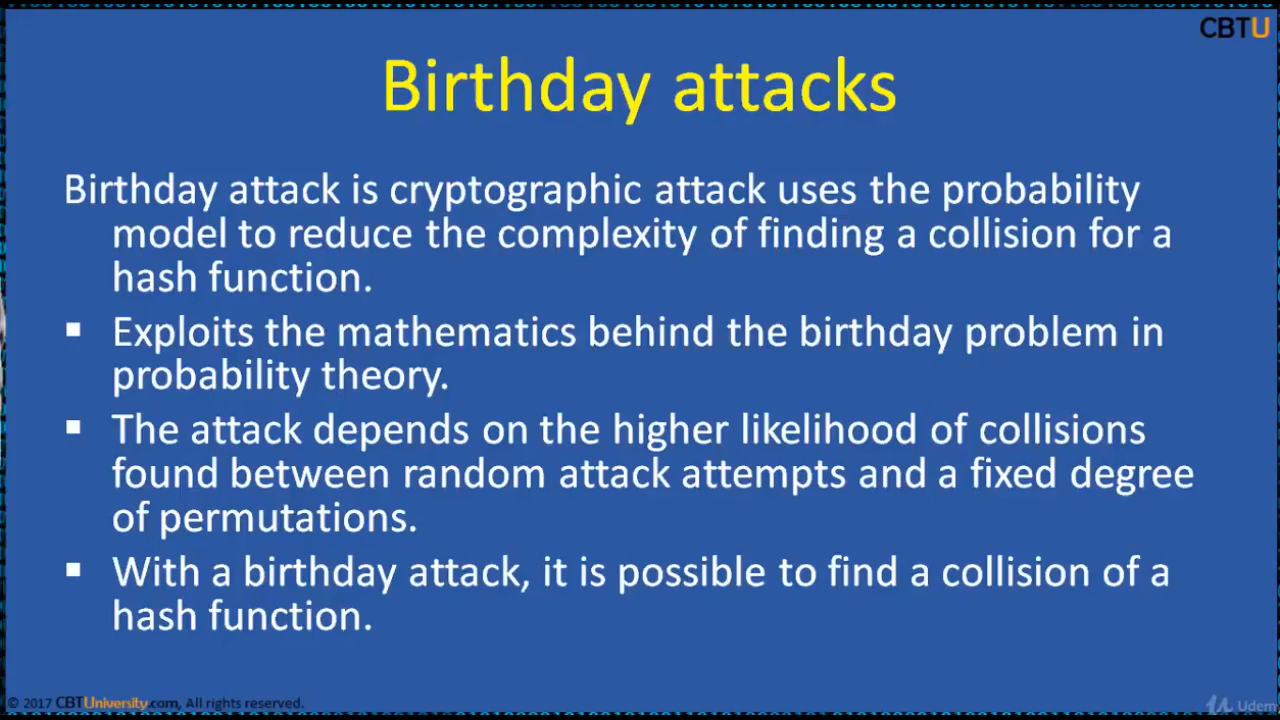 CBTU
Birthday attacks
Birthday attack is cryptographic attack uses the probability
model to reduce the complexity of finding a collision for a
hash function.
▪ Exploits the mathematics behind the birthday problem in
probability theory.
▪ The attack depends on the higher likelihood of collisions
found between random attack attempts and a fixed degree
of permutations.
▪ With a birthday attack, it is possible to find a collision of a
hash function.
© 2017 CBTUniversity.com, All rights reserved.